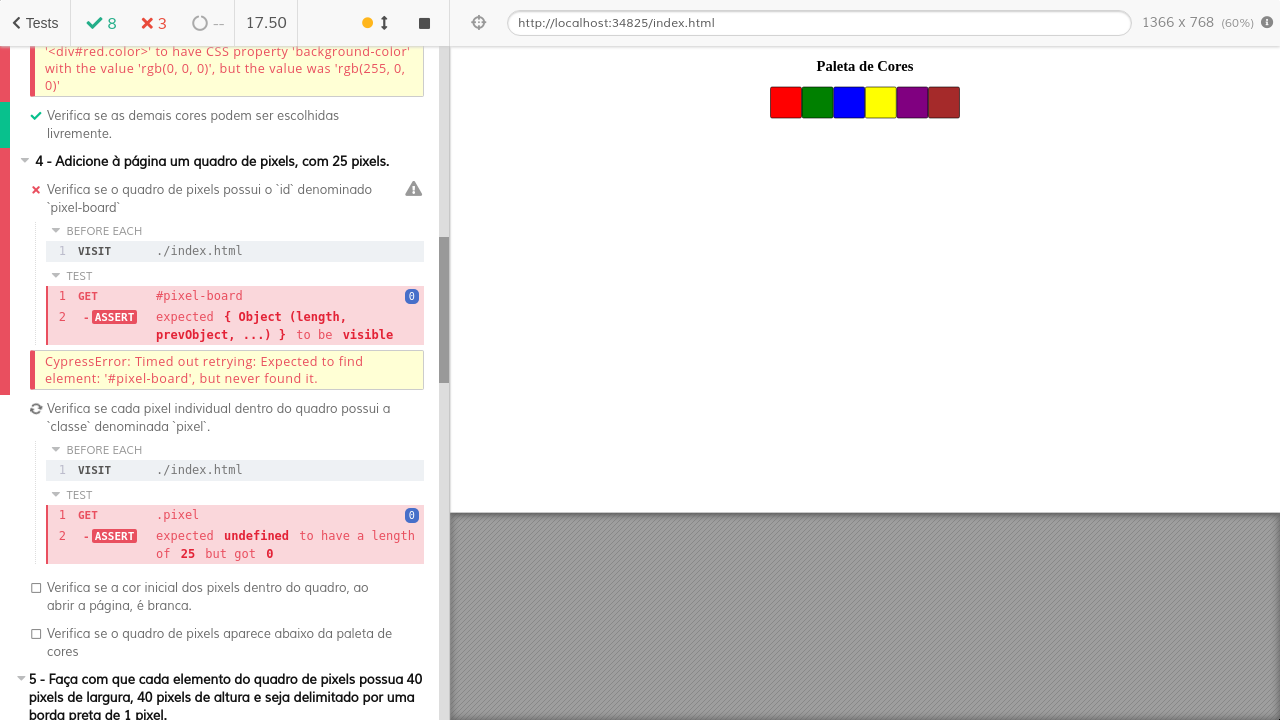 Tests
8
3
--
17.50
http://localhost:34825/index.html
1366 x 768 (60%)
'<div#red.color>' to have CSS property 'background-color'
with the value 'rgb(0, 0, 0)', but the value was 'rgb(255, 0,
0)'
Verifica se as demais cores podem ser escolhidas
livremente.
4 - Adicione à página um quadro de pixels, com 25 pixels.
Verifica se o quadro de pixels possui o `id` denominado
`pixel-board`
BEFORE EACH
1 VISIT ./index.html
TEST
1 GET #pixel-board 0
2 -ASSERT expected { Object (length,
prevObject, ...) } to be visible
CypressError: Timed out retrying: Expected to find
element: '#pixel-board', but never found it.
Verifica se cada pixel individual dentro do quadro possui a
`classe` denominada `pixel`.
BEFORE EACH
1 VISIT ./index.html
TEST
1 GET .pixel 0
2 -ASSERT expected undefined to have a length
of 25 but got 0
Verifica se a cor inicial dos pixels dentro do quadro, ao
abrir a página, é branca.
Verifica se o quadro de pixels aparece abaixo da paleta de
cores
5 - Faça com que cada elemento do quadro de pixels possua 40
pixels de largura, 40 pixels de altura e seja delimitado por uma
borda preta de 1 pixel.
Paleta de Cores